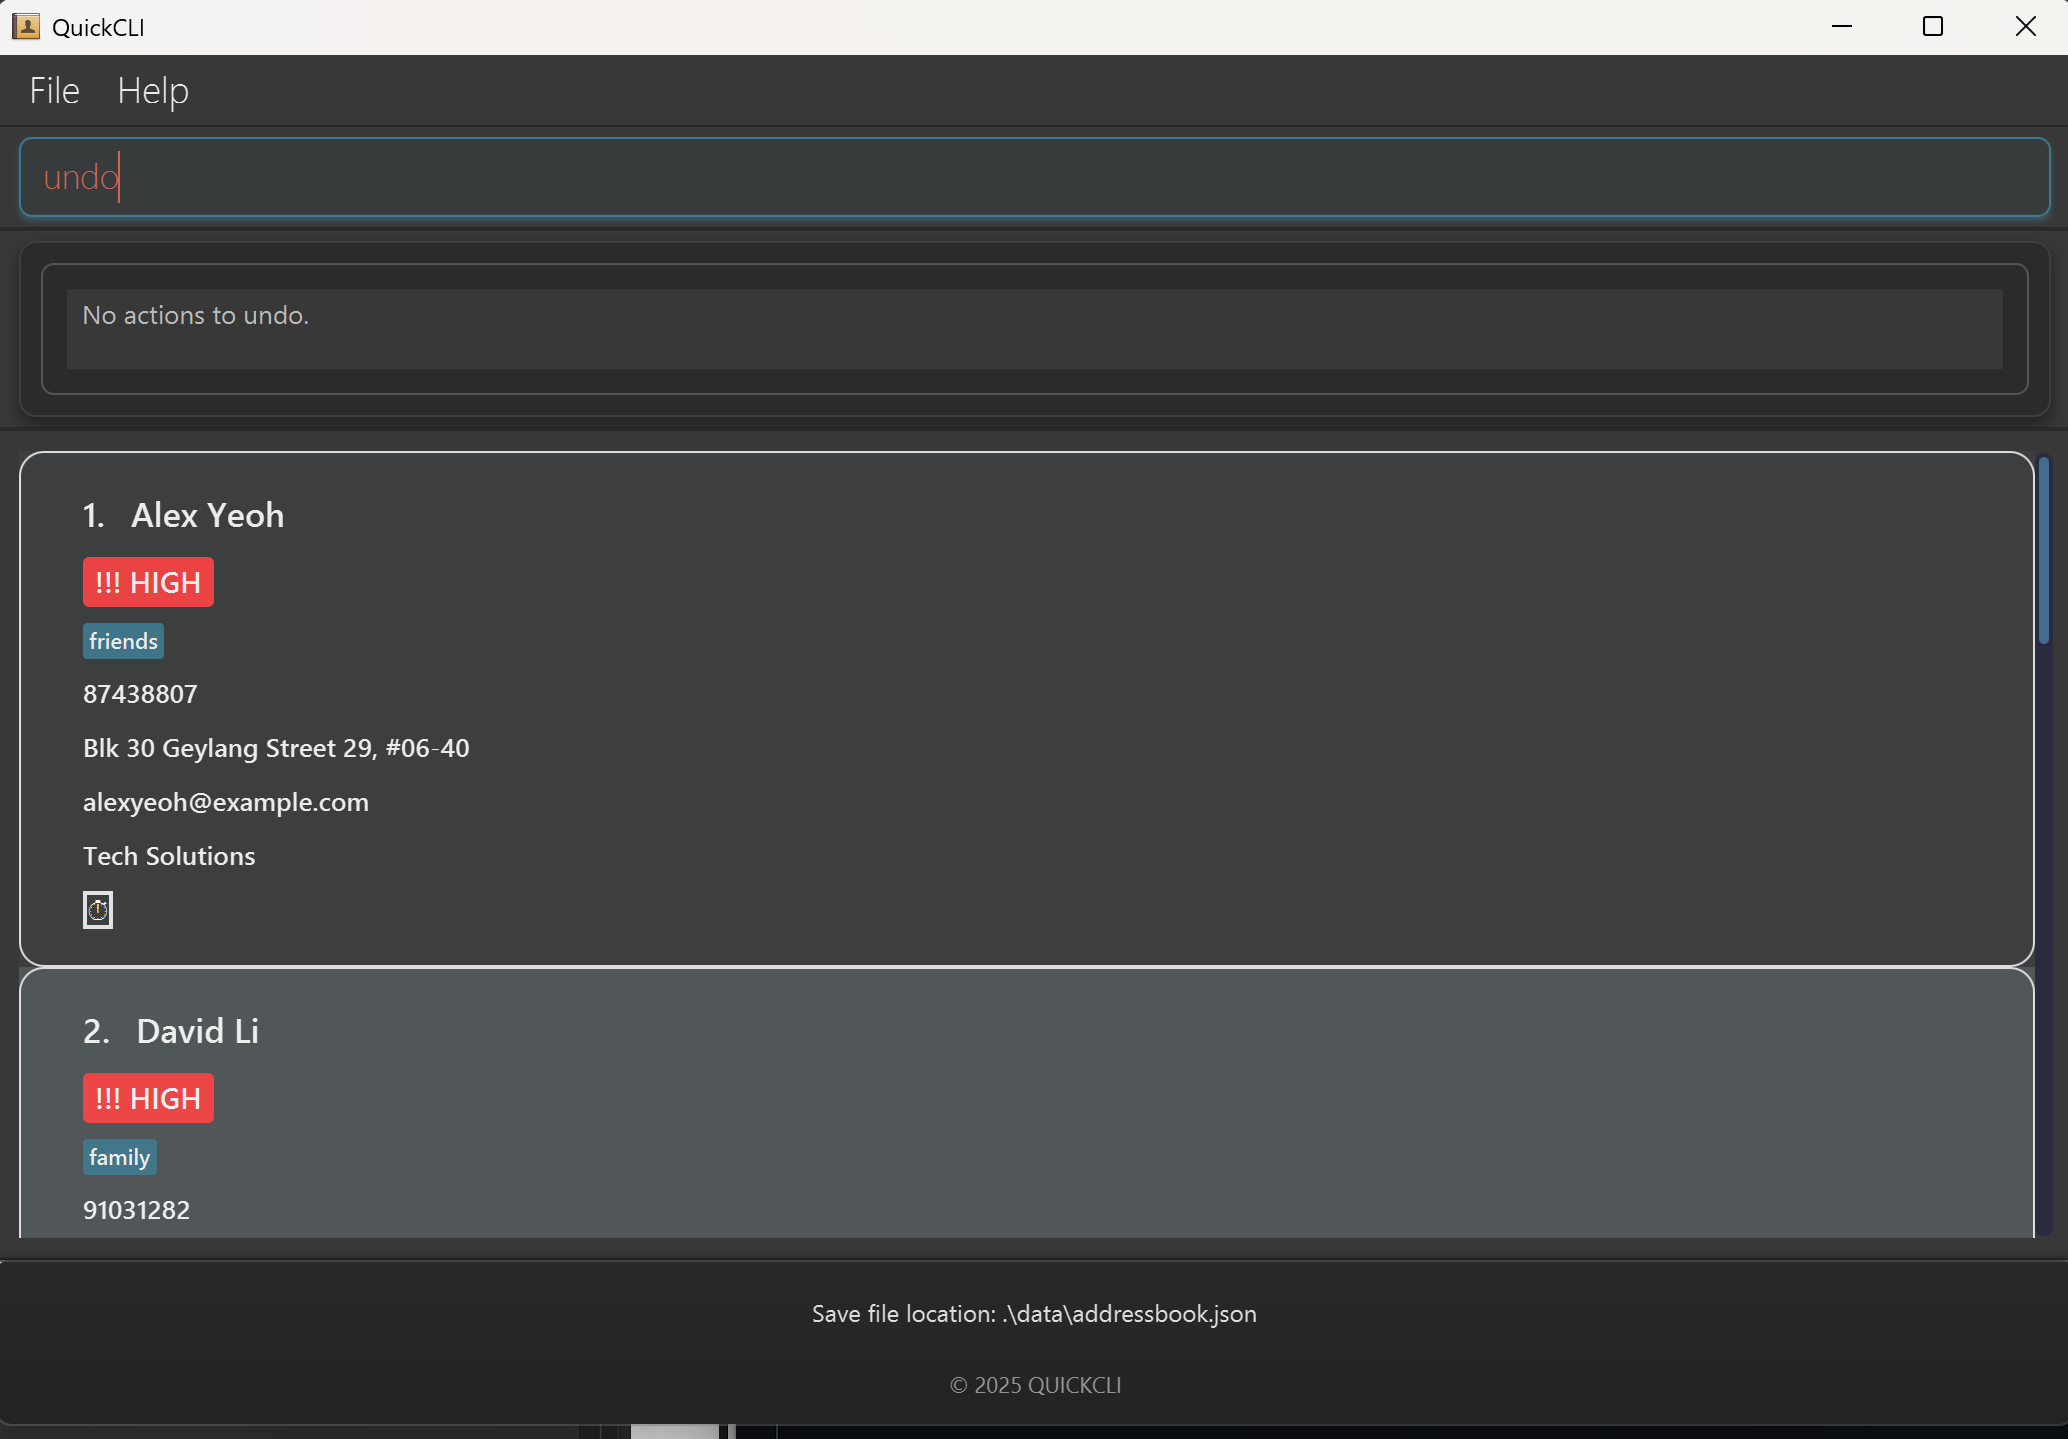 QuickCLI
File Help
undo
No actions to undo.
1. Alex Yeoh
!!! HIGH
friends
87438807
Blk 30 Geylang Street 29, #06-40
alexyeoh@example.com
Tech Solutions
2. David Li
!!! HIGH
family
91031282
Save file location: .\data\addressbook.json
© 2025 QUICKCLI